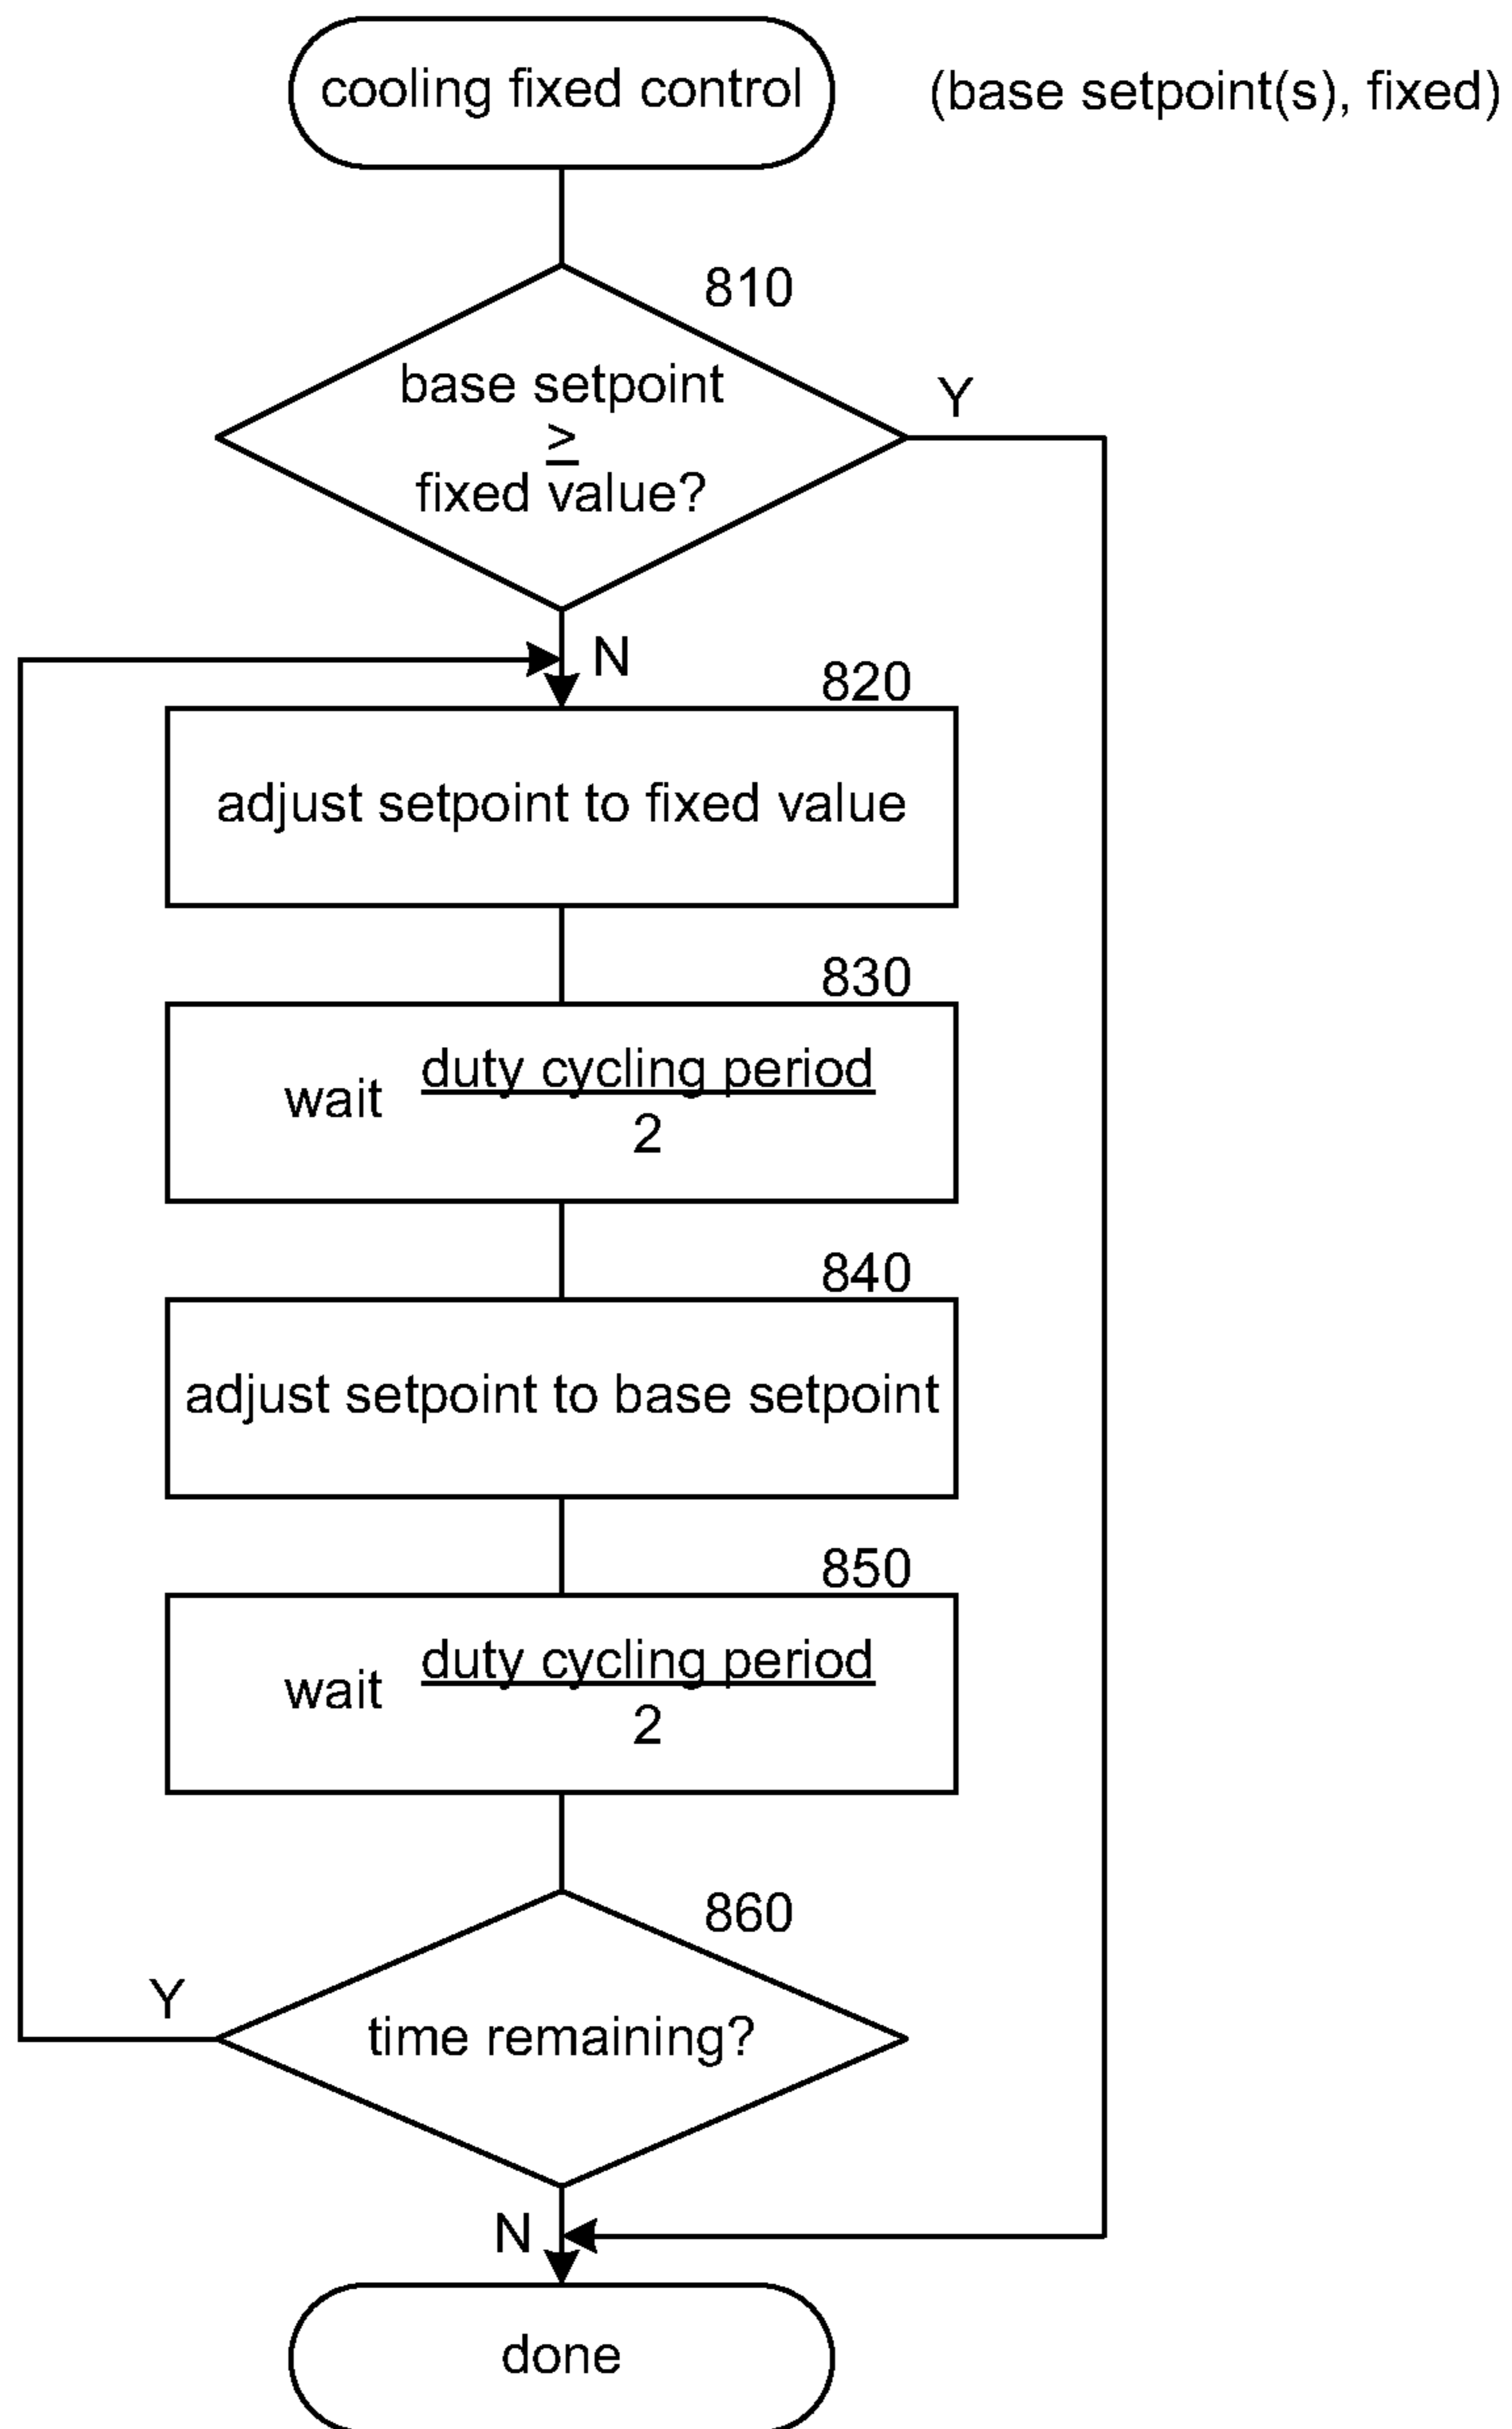 cooling fixed control
(base setpoint(s), fixed)
810
base setpoint
≥
fixed value?
Y
N
820
adjust setpoint to fixed value
830
wait duty cycling period
2
840
adjust setpoint to base setpoint
850
wait duty cycling period
2
860
time remaining?
Y
N
done